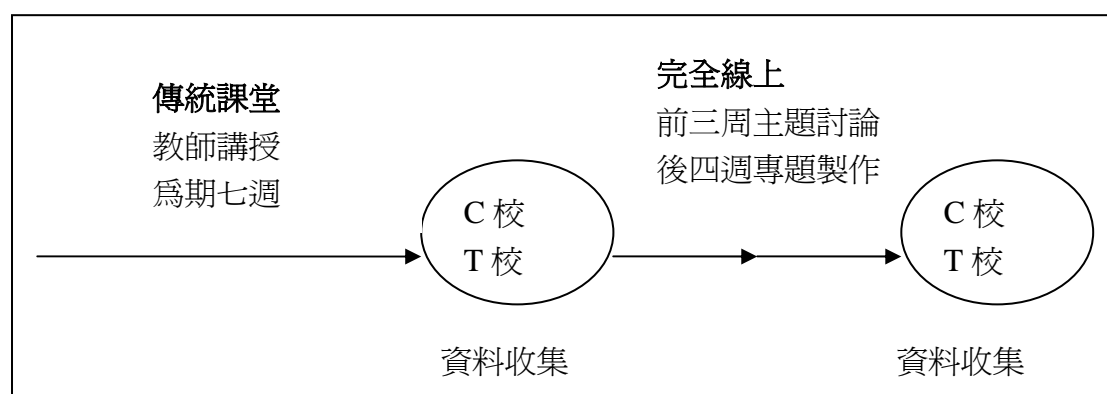 傳統課堂
教師講授
為期七週
完全線上
前三周主題討論
後四週專題製作
C 校
T 校
C 校
T 校
資料收集
資料收集